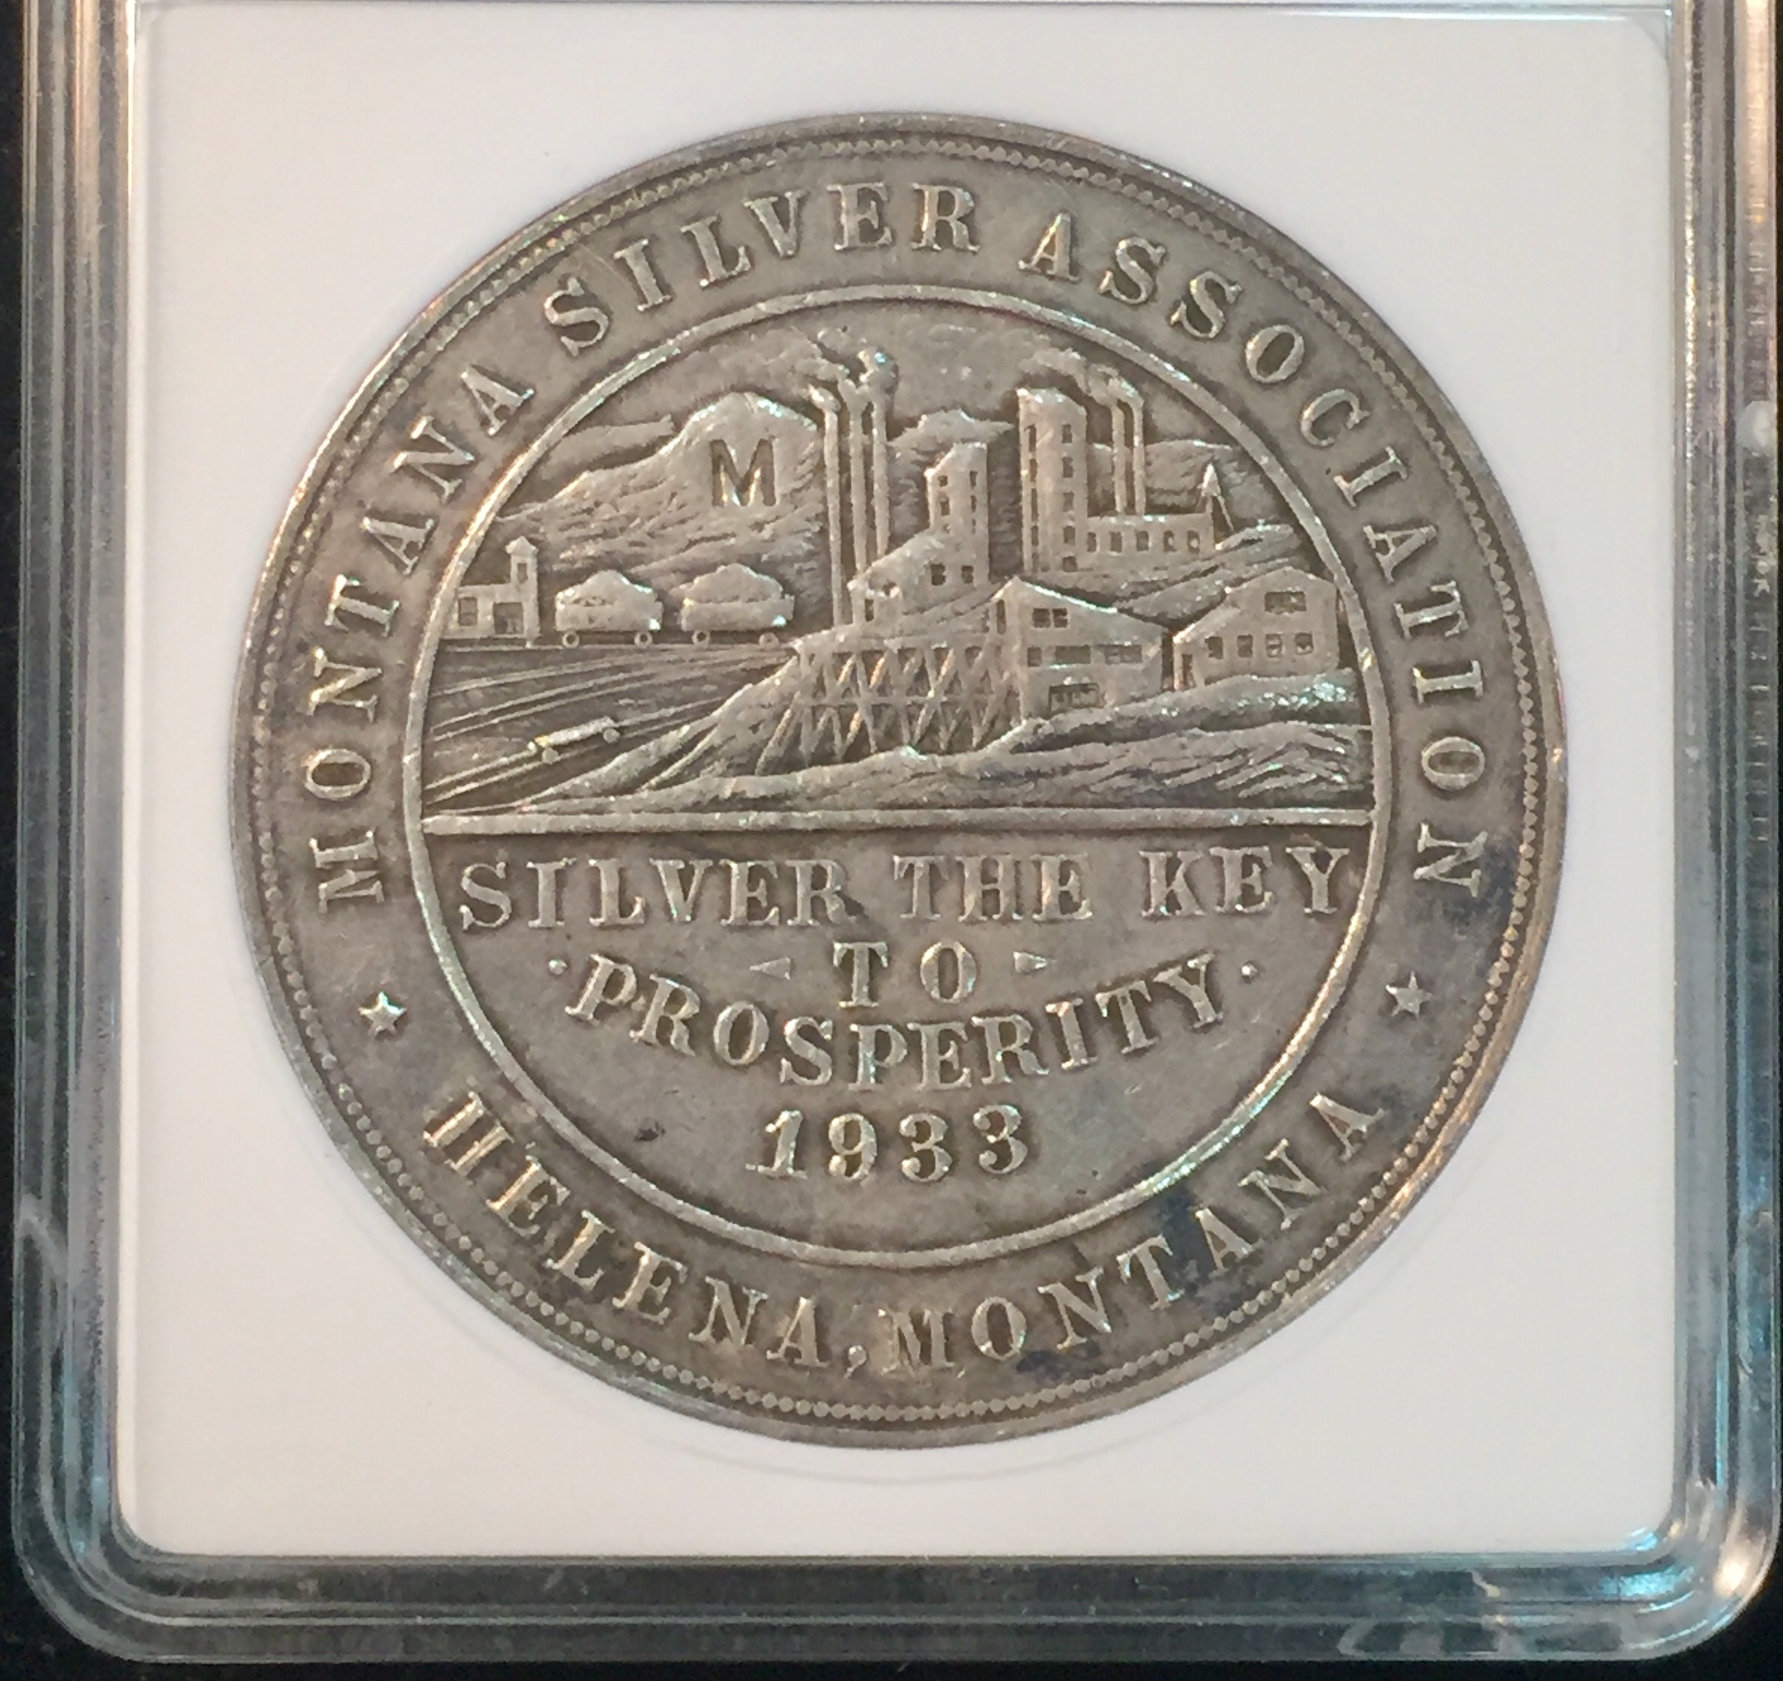 MONTANA SILVER ASSOCIATION
M
SILVER THE KEY
TO
PROSPERITY
1933
HELENA, MONTANA